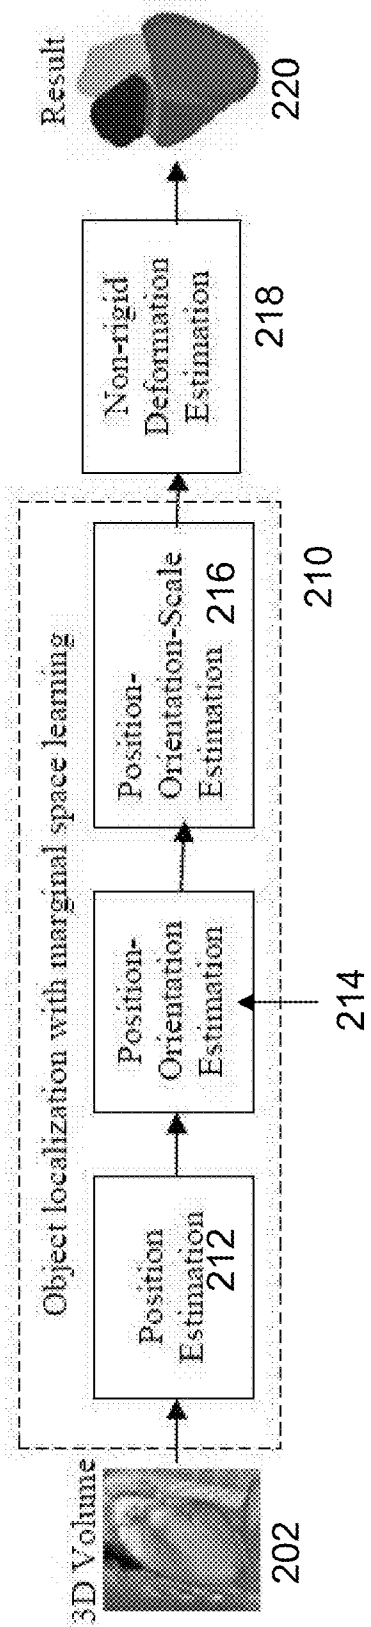 3D Volume
202
Object localization with marginal space learning
Position
Estimation
212
Position-
Orientation
Estimation
214
Position-
Orientation-Scale
Estimation 216
210
Non-rigid
Deformation
Estimation
218
Result
220